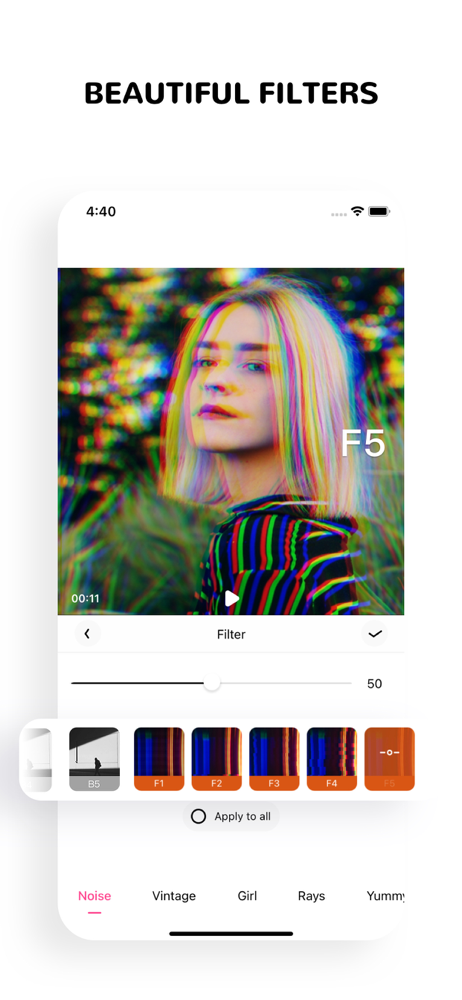 BEAUTIFUL FILTERS
4:40
F5
00:11
Filter
50
B5
F1
F2
F3
F4
F5
Apply to all
Noise
Vintage
Girl
Rays
Yummy